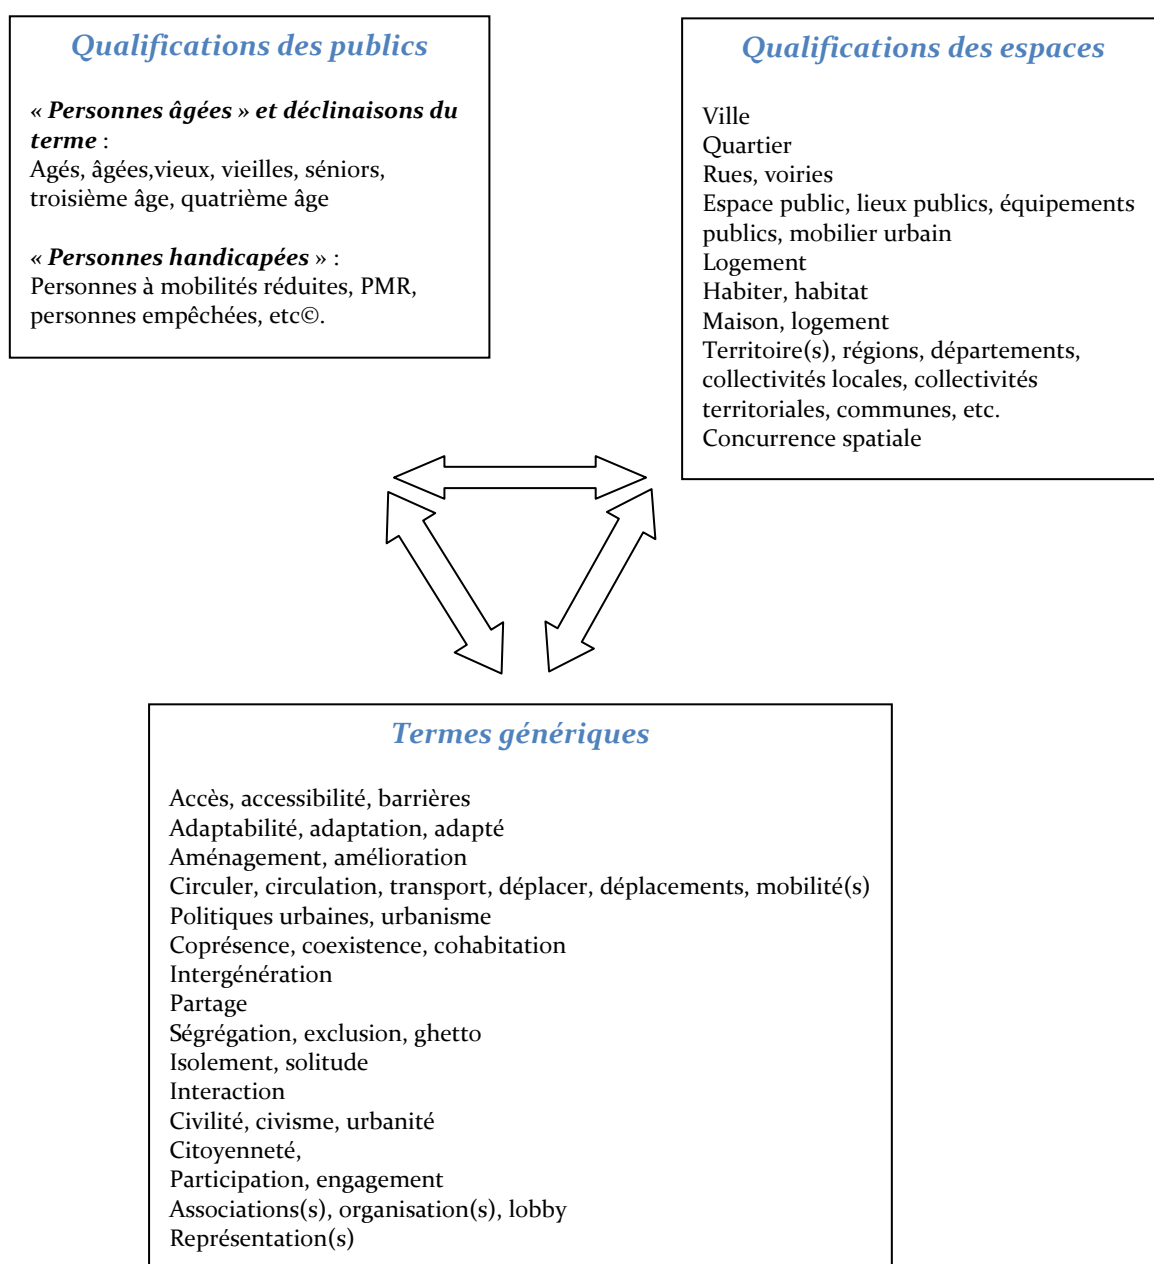 Qualifications des publics
« Personnes âgées » et déclinaisons du
terme :
Agés, âgées,vieux, vieilles, séniors,
troisième âge, quatrième âge
« Personnes handicapées » :
Personnes à mobilités réduites, PMR,
personnes empêchées, etc©.
Qualifications des espaces
Ville
Quartier
Rues, voiries
Espace public, lieux publics, équipements
publics, mobilier urbain
Logement
Habiter, habitat
Maison, logement
Territoire(s), régions, départements,
collectivités locales, collectivités
territoriales, communes, etc.
Concurrence spatiale
Termes génériques
Accès, accessibilité, barrières
Adaptabilité, adaptation, adapté
Aménagement, amélioration
Circuler, circulation, transport, déplacer, déplacements, mobilité(s)
Politiques urbaines, urbanisme
Coprésence, coexistence, cohabitation
Intergénération
Partage
Ségrégation, exclusion, ghetto
Isolement, solitude
Interaction
Civilité, civisme, urbanité
Citoyenneté,
Participation, engagement
Associations(s), organisation(s), lobby
Représentation(s)